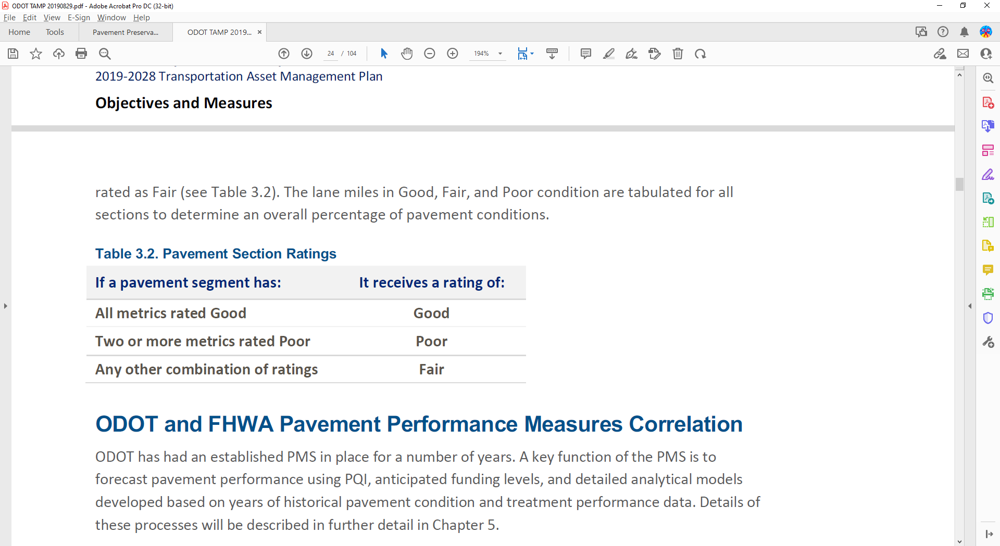 ODOT TAMP 20190829.pdf - Adobe Acrobat Pro DC (32-bit)
File Edit View E-Sign Window Help
Home Tools Pavement Preserva... ODOT TAMP 2019... ×
24 / 104 194%
2019-2028 Transportation Asset Management Plan
Objectives and Measures
rated as Fair (see Table 3.2). The lane miles in Good, Fair, and Poor condition are tabulated for all
sections to determine an overall percentage of pavement conditions.
Table 3.2. Pavement Section Ratings
If a pavement segment has: It receives a rating of:
All metrics rated Good Good
Two or more metrics rated Poor Poor
Any other combination of ratings Fair
ODOT and FHWA Pavement Performance Measures Correlation
ODOT has had an established PMS in place for a number of years. A key function of the PMS is to
forecast pavement performance using PQI, anticipated funding levels, and detailed analytical models
developed based on years of historical pavement condition and treatment performance data. Details of
these processes will be described in further detail in Chapter 5.